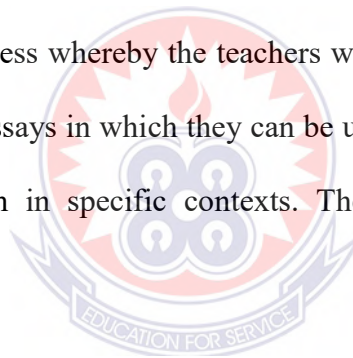 ess whereby the teachers w
ssays in which they can be u
n in specific contexts. The
EDUCATION FOR SERVICE